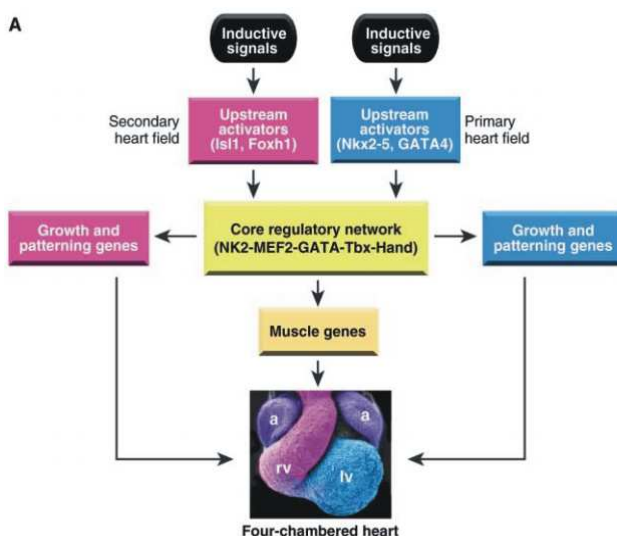 A
Inductive
signals
Inductive
signals
Secondary
heart field
Upstream
activators
(Isl1, Foxh1)
Upstream
activators
(Nkx2-5, GATA4)
Primary
heart field
Growth and
patterning genes
Core regulatory network
(NK2-MEF2-GATA-Tbx-Hand)
Growth and
patterning genes
Muscle genes
a
a
rv
lv
Four-chambered heart